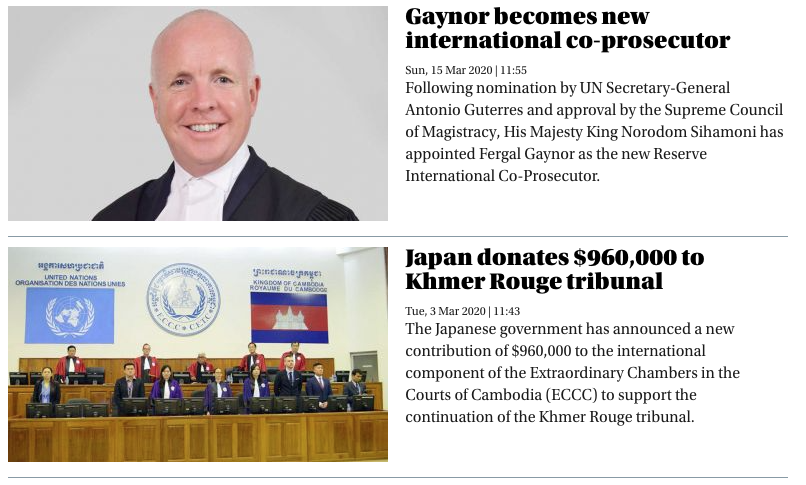 Gaynor becomes new
international co-prosecutor
Sun, 15 Mar 2020 | 11:55
Following nomination by UN Secretary-General
Antonio Guterres and approval by the Supreme Council
of Magistracy, His Majesty King Norodom Sihamoni has
appointed Fergal Gaynor as the new Reserve
International Co-Prosecutor.
អង្គការសហប្រជាជាតិ
UNITED NATIONS
ORGANISATION DES NATIONS UNIES
ព្រះរាជាណាចក្រកម្ពុជា
KINGDOM OF CAMBODIA
ROYAUME DU CAMBODGE
ECCC • CETC
Japan donates $960,000 to
Khmer Rouge tribunal
Tue, 3 Mar 2020 | 11:43
The Japanese government has announced a new
contribution of $960,000 to the international
component of the Extraordinary Chambers in the
Courts of Cambodia (ECCC) to support the
continuation of the Khmer Rouge tribunal.